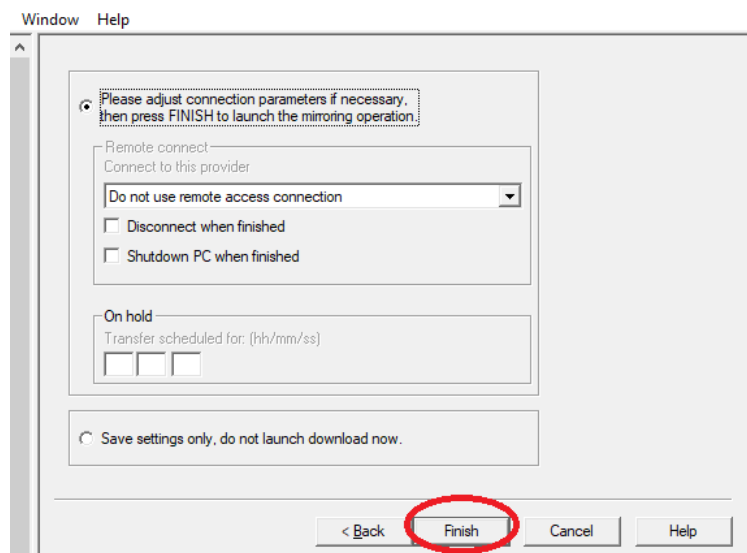 Window Help
Please adjust connection parameters if necessary,
then press FINISH to launch the mirroring operation.
Remote connect
Connect to this provider
Do not use remote access connection
Disconnect when finished
Shutdown PC when finished
On hold
Transfer scheduled for: (hh/mm/ss)
Save settings only, do not launch download now.
< Back Finish Cancel Help